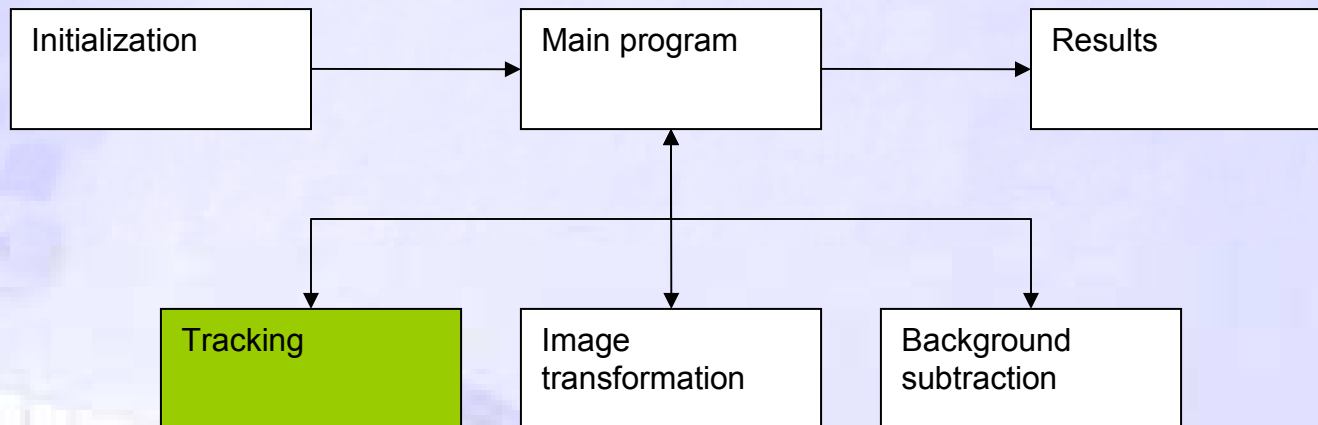 Initialization
Main program
Results
Tracking
Image
transformation
Background
subtraction